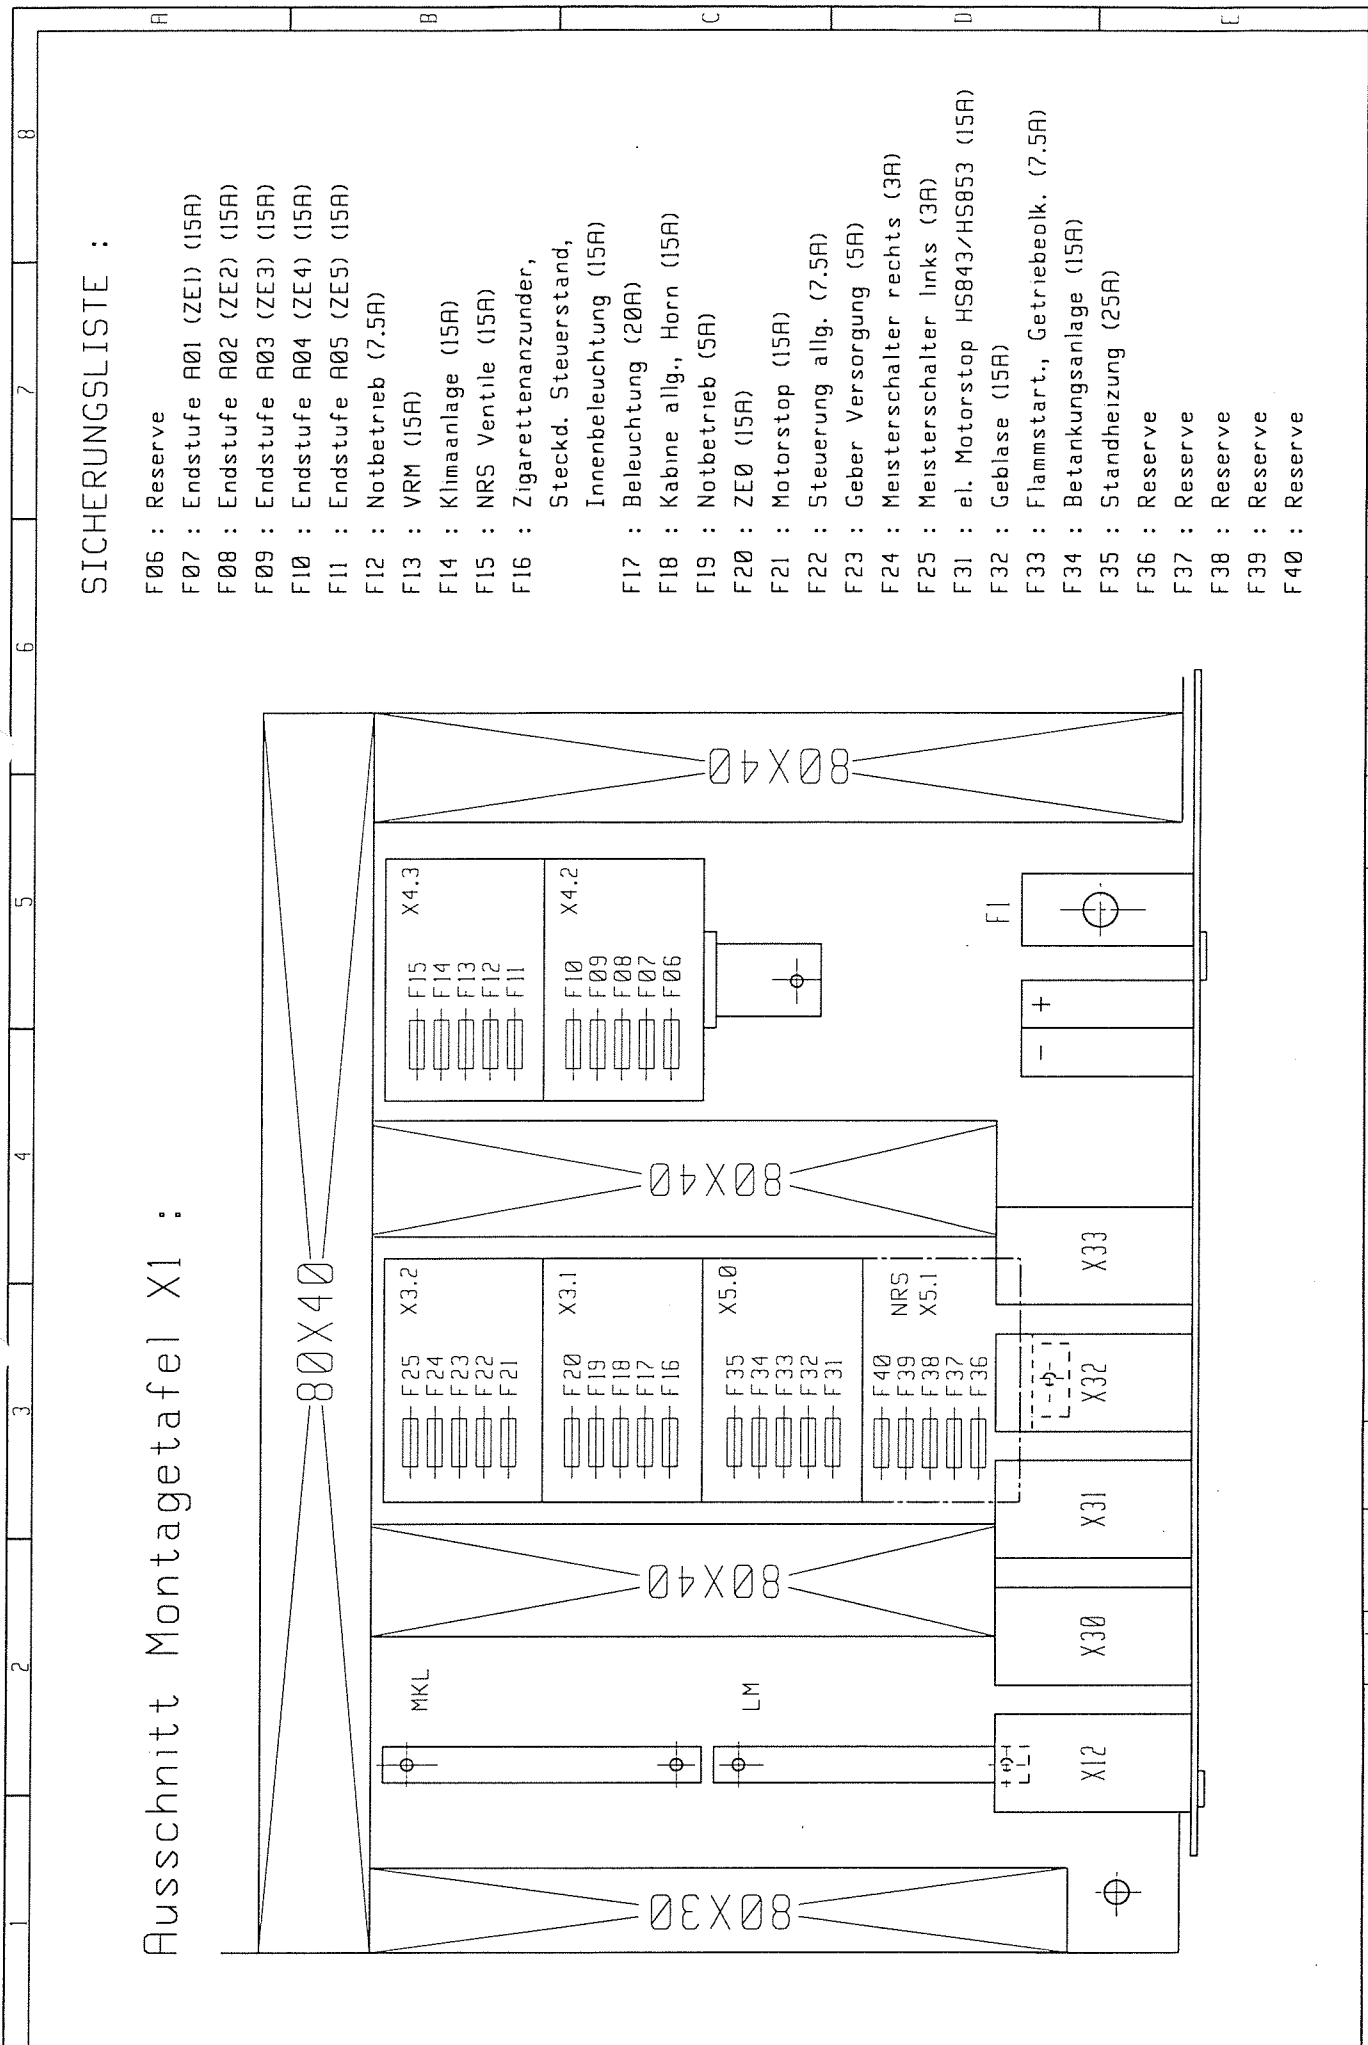 1
2
3
4
5
6
7
8
A
B
C
D
E
Ausschnitt Montagetafel X1 :
80X40
80X30
80X40
80X40
80X40
MKL
LM
X3.2
F25
F24
F23
F22
F21
X3.1
F20
F19
F18
F17
F16
X5.0
F35
F34
F33
F32
F31
NRS
X5.1
F40
F39
F38
F37
F36
X4.3
F15
F14
F13
F12
F11
X4.2
F10
F09
F08
F07
F06
X12
X30
X31
X32
X33
- +
F1
SICHERUNGSLISTE :
F06 : Reserve
F07 : Endstufe A01 (ZE1) (15A)
F08 : Endstufe A02 (ZE2) (15A)
F09 : Endstufe A03 (ZE3) (15A)
F10 : Endstufe A04 (ZE4) (15A)
F11 : Endstufe A05 (ZE5) (15A)
F12 : Notbetrieb (7.5A)
F13 : VRM (15A)
F14 : Klimaanlage (15A)
F15 : NRS Ventile (15A)
F16 : Zigarettenanzunder,
Steckd. Steuerstand,
Innenbeleuchtung (15A)
F17 : Beleuchtung (20A)
F18 : Kabine allg., Horn (15A)
F19 : Notbetrieb (5A)
F20 : ZE0 (15A)
F21 : Motorstop (15A)
F22 : Steuerung allg. (7.5A)
F23 : Geber Versorgung (5A)
F24 : Meisterschalter rechts (3A)
F25 : Meisterschalter links (3A)
F31 : el. Motorstop HS843/HS853 (15A)
F32 : Geblase (15A)
F33 : Flammstart., Getriebeolk. (7.5A)
F34 : Betankungsanlage (15A)
F35 : Standheizung (25A)
F36 : Reserve
F37 : Reserve
F38 : Reserve
F39 : Reserve
F40 : Reserve